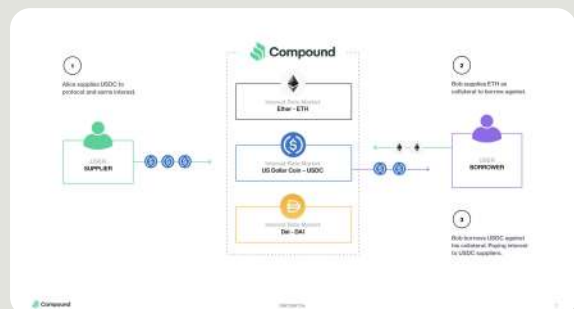 Compound
1
Alice supplies USDC to
protocol and earns interest.
USER
SUPPLIER
Interest Rate Market
Ether - ETH
Interest Rate Market
US Dollar Coin - USDC
Interest Rate Market
Dai - DAI
2
Bob supplies ETH as
collateral to borrow against.
USER
BORROWER
3
Bob borrows USDC against
his collateral. Paying interest
to USDC suppliers.
Compound